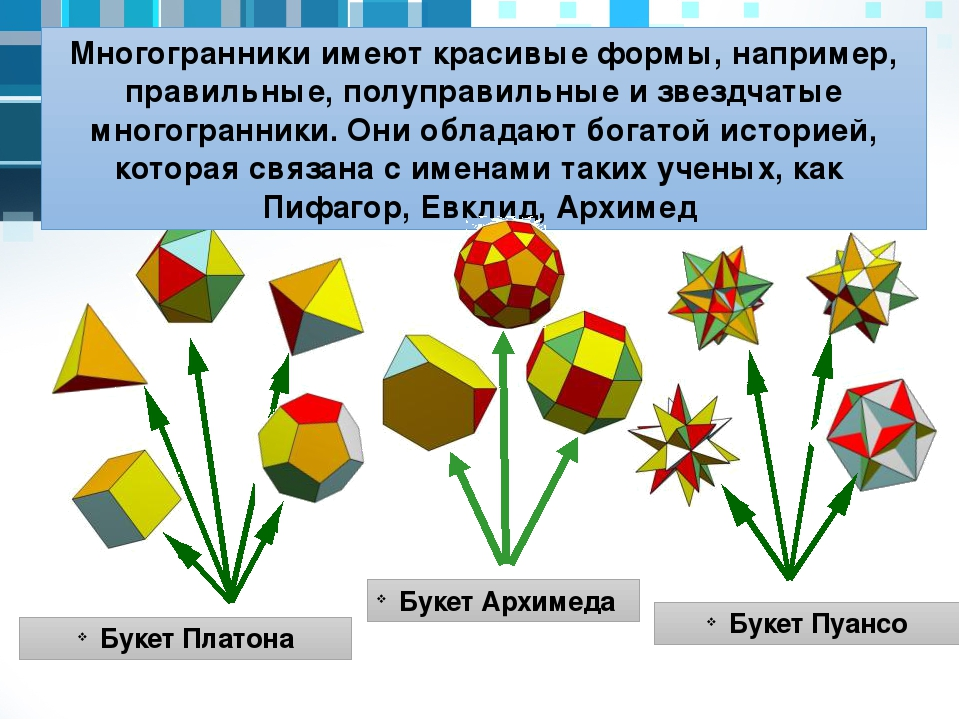 Многогранники имеют красивые формы, например,
правильные, полуправильные и звездчатые
многогранники. Они обладают богатой историей,
которая связана с именами таких ученых, как
Пифагор, Евклид, Архимед
Букет Платона
Букет Архимеда
Букет Пуансо